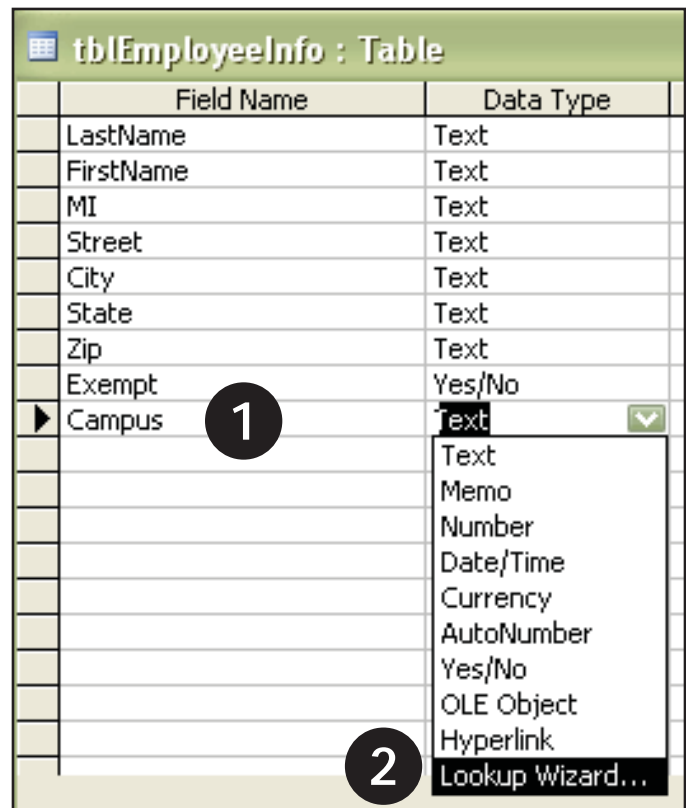 tblEmployeeInfo : Table
Field Name Data Type
LastName Text
FirstName Text
MI Text
Street Text
City Text
State Text
Zip Text
Exempt Yes/No
Campus 1 Text
Text
Memo
Number
Date/Time
Currency
AutoNumber
Yes/No
OLE Object
Hyperlink
2 Lookup Wizard...